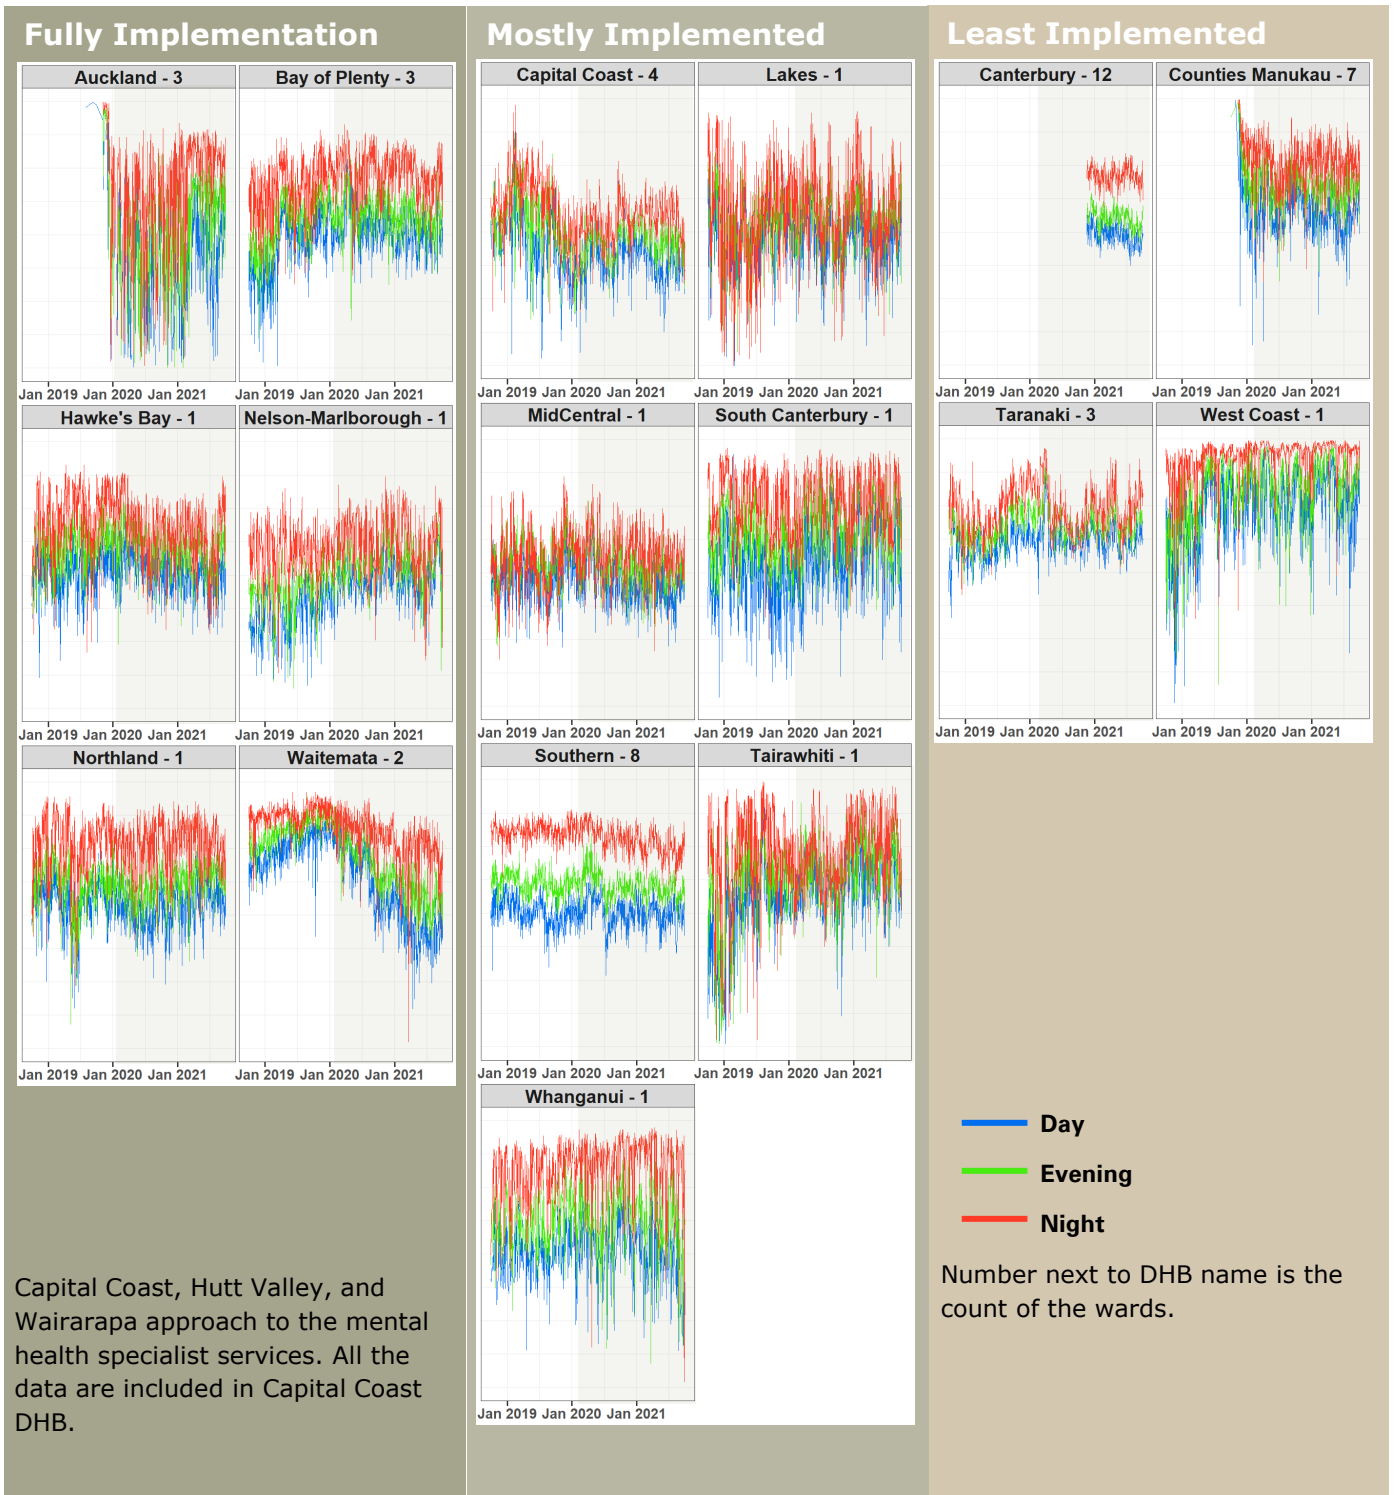 Fully Implementation
Auckland - 3
Bay of Plenty - 3
Jan 2019 Jan 2020 Jan 2021
Jan 2019 Jan 2020 Jan 2021
Hawke's Bay - 1
Nelson-Marlborough - 1
Jan 2019 Jan 2020 Jan 2021
Jan 2019 Jan 2020 Jan 2021
Northland - 1
Waitemata - 2
Jan 2019 Jan 2020 Jan 2021
Jan 2019 Jan 2020 Jan 2021
Capital Coast, Hutt Valley, and
Wairarapa approach to the mental
health specialist services. All the
data are included in Capital Coast
DHB.
Mostly Implemented
Capital Coast - 4
Lakes - 1
Jan 2019 Jan 2020 Jan 2021
Jan 2019 Jan 2020 Jan 2021
MidCentral - 1
South Canterbury - 1
Jan 2019 Jan 2020 Jan 2021
Jan 2019 Jan 2020 Jan 2021
Southern - 8
Tairawhiti - 1
Jan 2019 Jan 2020 Jan 2021
Jan 2019 Jan 2020 Jan 2021
Whanganui - 1
Jan 2019 Jan 2020 Jan 2021
Least Implemented
Canterbury - 12
Counties Manukau - 7
Jan 2019 Jan 2020 Jan 2021
Jan 2019 Jan 2020 Jan 2021
Taranaki - 3
West Coast - 1
Jan 2019 Jan 2020 Jan 2021
Jan 2019 Jan 2020 Jan 2021
Day
Evening
Night
Number next to DHB name is the
count of the wards.